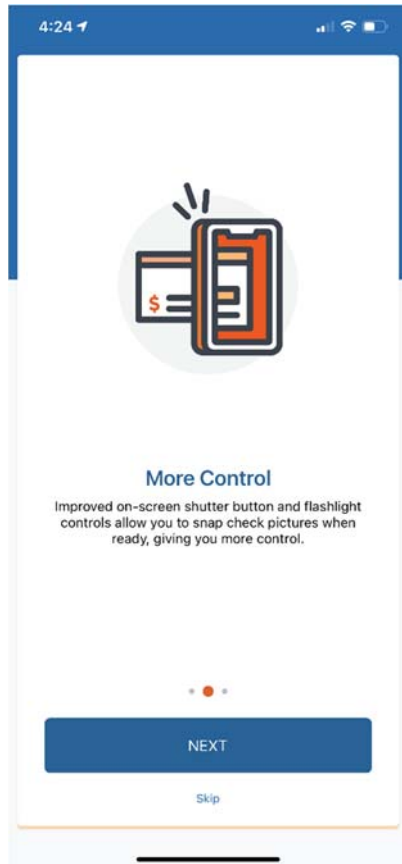 4:24
$
More Control
Improved on-screen shutter button and flashlight
controls allow you to snap check pictures when
ready, giving you more control.
NEXT
Skip